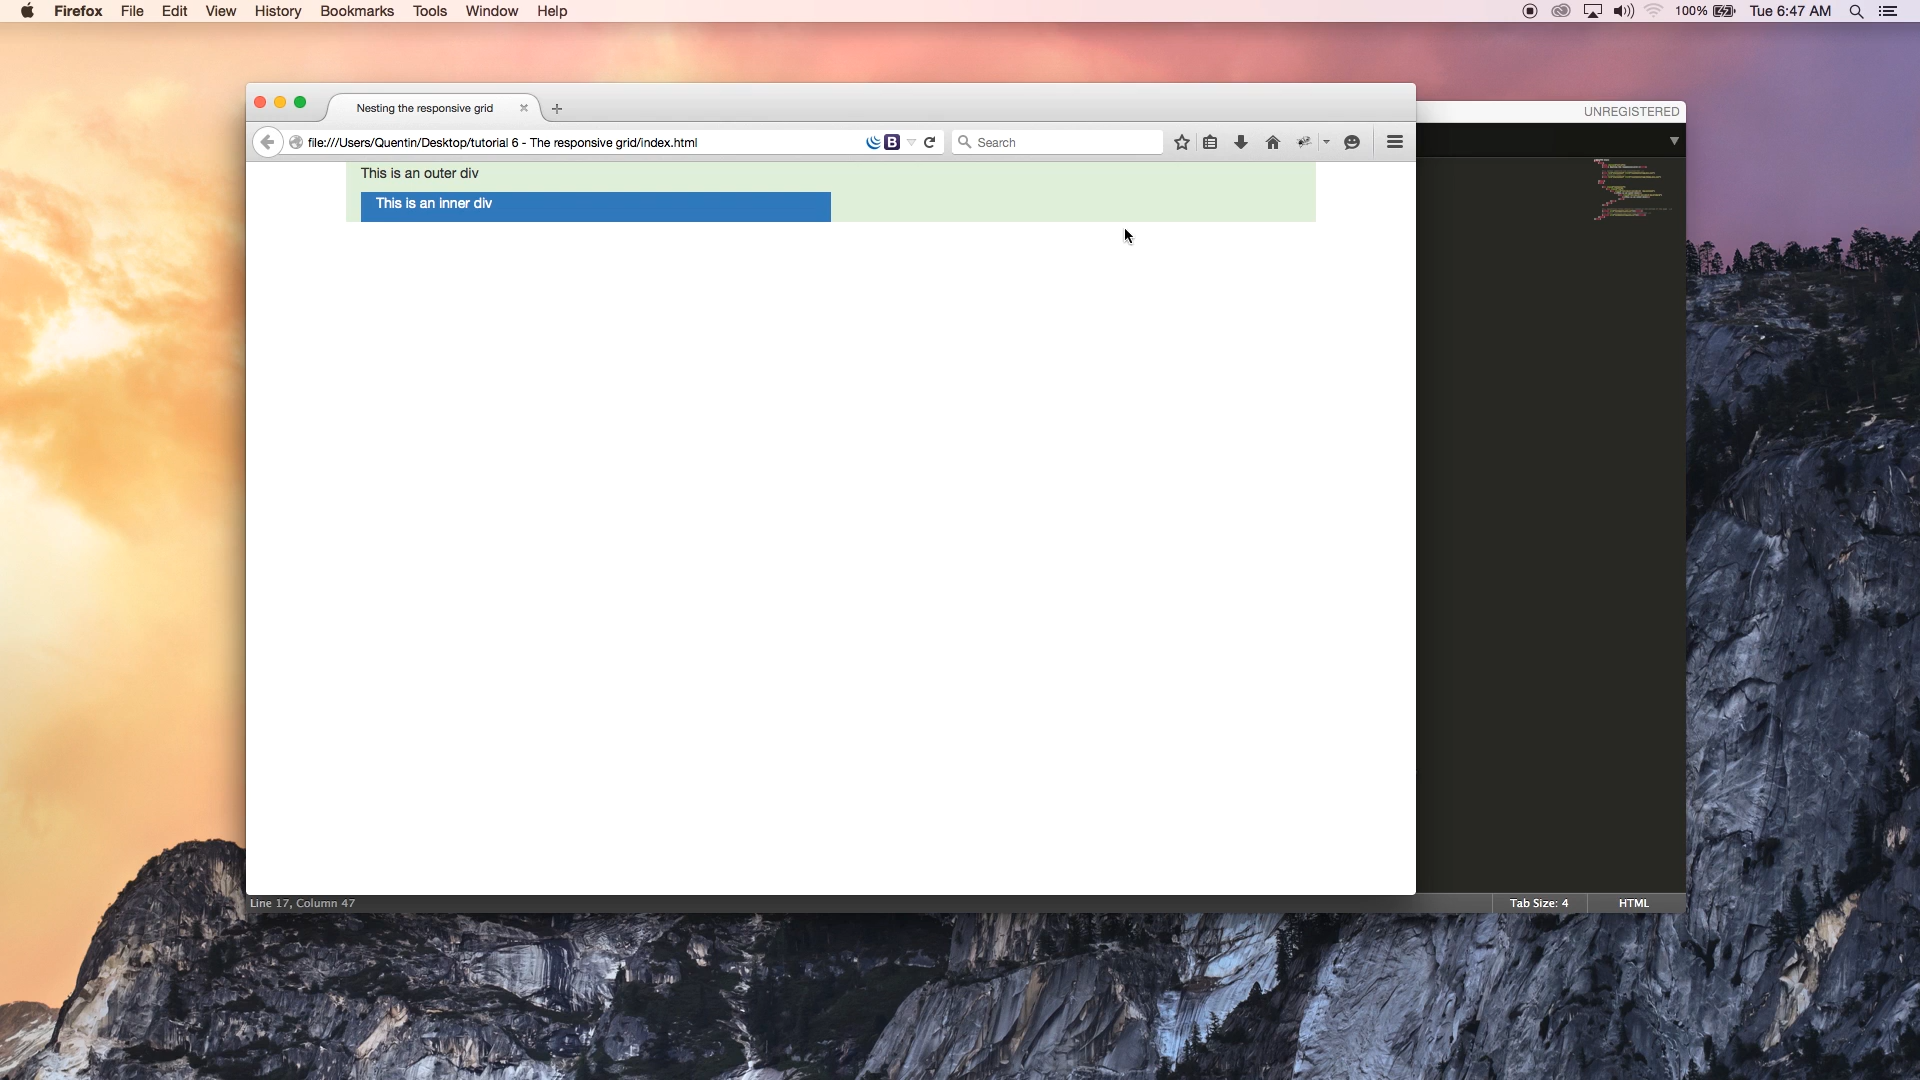 Firefox File Edit View History Bookmarks Tools Window Help 100% Tue 6:47 AM
UNREGISTERED
Nesting the responsive grid
file:///Users/Quentin/Desktop/tutorial 6 - The responsive grid/index.html B Search
This is an outer div
This is an inner div
Line 17, Column 47 Tab Size: 4 HTML